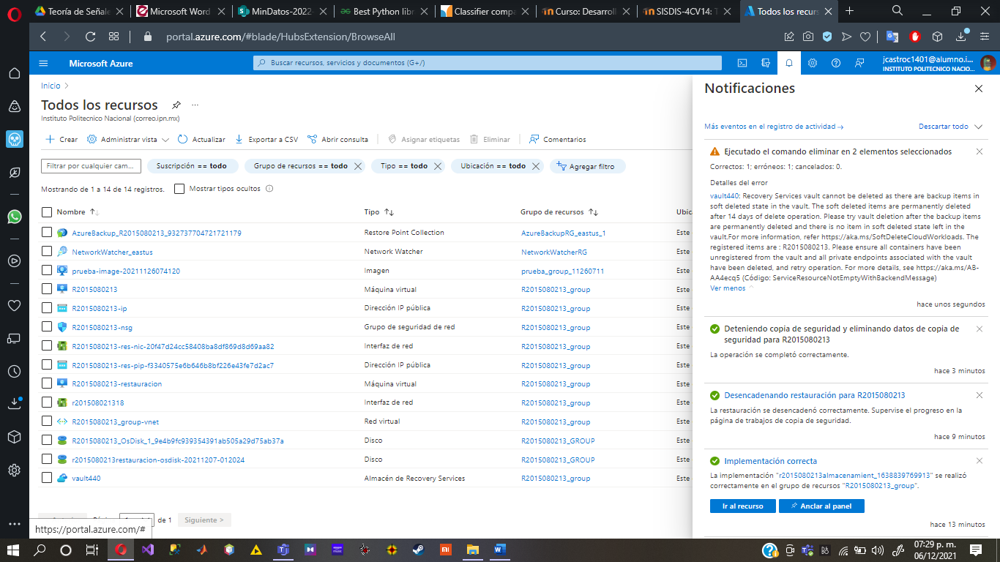 Teoría de Señale
Microsoft Word
MinDatos-2022-
Best Python libr
Classifier compa
Curso: Desarroll
SISDIS-4CV14: T
Todos los recurs
portal.azure.com/#blade/HubsExtension/BrowseAll
Microsoft Azure
Buscar recursos, servicios y documentos (G+/)
jcastroc1401@alumno.i...
INSTITUTO POLITECNICO NACIO...
Inicio
Todos los recursos
...
Instituto Politecnico Nacional (correo.ipn.mx)
Crear
Administrar vista
Actualizar
Exportar a CSV
Abrir consulta
Asignar etiquetas
Eliminar
Comentarios
Filtrar por cualquier cam...
Suscripción == todo
Grupo de recursos == todo
Tipo == todo
Ubicación == todo
Agregar filtro
Mostrando de 1 a 14 de 14 registros.
Mostrar tipos ocultos
Nombre
Tipo
Grupo de recursos
Ubica
AzureBackup_R2015080213_932737704721721179
Restore Point Collection
AzureBackupRG_eastus_1
Este
NetworkWatcher_eastus
Network Watcher
NetworkWatcherRG
Este
prueba-image-20211126074120
Imagen
prueba_group_11260711
Este
R2015080213
Máquina virtual
R2015080213_group
Este
R2015080213-ip
Dirección IP pública
R2015080213_group
Este
R2015080213-nsg
Grupo de seguridad de red
R2015080213_group
Este
R2015080213-res-nic-20f47d24cc58408ba8df869d8d69aa82
Interfaz de red
R2015080213_group
Este
R2015080213-res-pip-f3340575e6b646b8bf226e43fe7d2ac7
Dirección IP pública
R2015080213_group
Este
R2015080213-restauracion
Máquina virtual
R2015080213_group
Este
r201508021318
Interfaz de red
R2015080213_group
Este
R2015080213_group-vnet
Red virtual
R2015080213_group
Este
R2015080213_OsDisk_1_9e4b9fc939354391ab505a29d75ab37a
Disco
R2015080213_GROUP
Este
r2015080213restauracion-osdisk-20211207-012024
Disco
R2015080213_GROUP
Este
vault440
Almacén de Recovery Services
R2015080213_group
Este
de 1
Siguiente >
https://portal.azure.com/#
Notificaciones
Más eventos en el registro de actividad →
Descartar todo
Ejecutado el comando eliminar en 2 elementos seleccionados
Correctos: 1; erróneos: 1; cancelados: 0.
Detalles del error
vault440: Recovery Services vault cannot be deleted as there are backup items in
soft deleted state in the vault. The soft deleted items are permanently deleted
after 14 days of delete operation. Please try vault deletion after the backup items
are permanently deleted and there is no item in soft deleted state left in the
vault.For more information, refer https://aka.ms/SoftDeleteCloudWorkloads. The
registered items are : R2015080213. Please ensure all containers have been
unregistered from the vault and all private endpoints associated with the vault
have been deleted, and retry operation. For more details, see https://aka.ms/AB-
AA4ecq5 (Código: ServiceResourceNotEmptyWithBackendMessage)
Ver menos
hace unos segundos
Deteniendo copia de seguridad y eliminando datos de copia de
seguridad para R2015080213
La operación se completó correctamente.
hace 3 minutos
Desencadenando restauración para R2015080213
La restauración se desencadenó correctamente. Supervise el progreso en la
página de trabajos de copia de seguridad.
hace 9 minutos
Implementación correcta
La implementación "r2015080213almacenamient_1638839769913" se realizó
correctamente en el grupo de recursos "R2015080213_group".
Ir al recurso
Anclar al panel
hace 13 minutos
07:29 p. m.
06/12/2021